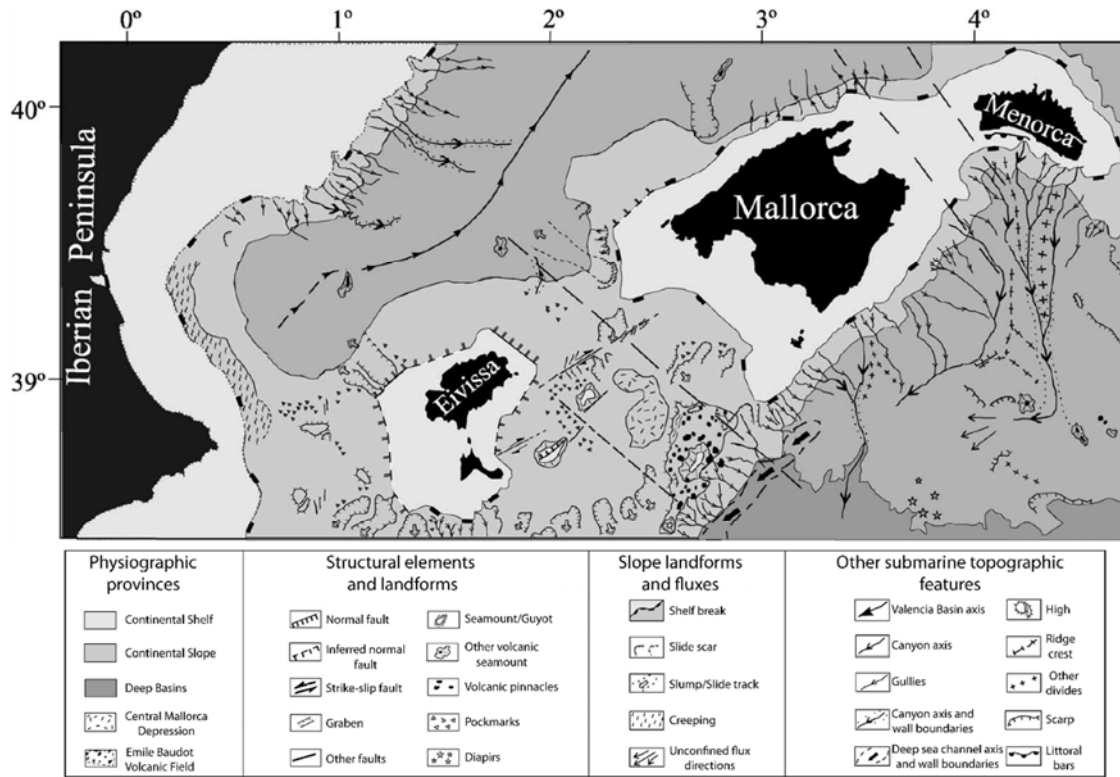 0º 1º 2º 3º 4º
40º
39º
Iberian Peninsula
Menorca
Mallorca
Eivissa
Physiographic
provinces
Continental Shelf
Continental Slope
Deep Basins
Central Mallorca
Depression
Emile Baudot
Volcanic Field
Structural elements
and landforms
Normal fault
Inferred normal
fault
Strike-slip fault
Graben
Other faults
Seamount/Guyot
Other volcanic
seamount
Volcanic pinnacles
Pockmarks
Diapirs
Slope landforms
and fluxes
Shelf break
Slide scar
Slump/Slide track
Creeping
Unconfined flux
directions
Other submarine topographic
features
Valencia Basin axis
Canyon axis
Gullies
Canyon axis and
wall boundaries
Deep sea channel axis
and wall boundaries
High
Ridge
crest
Other
divides
Scarp
Littoral
bars